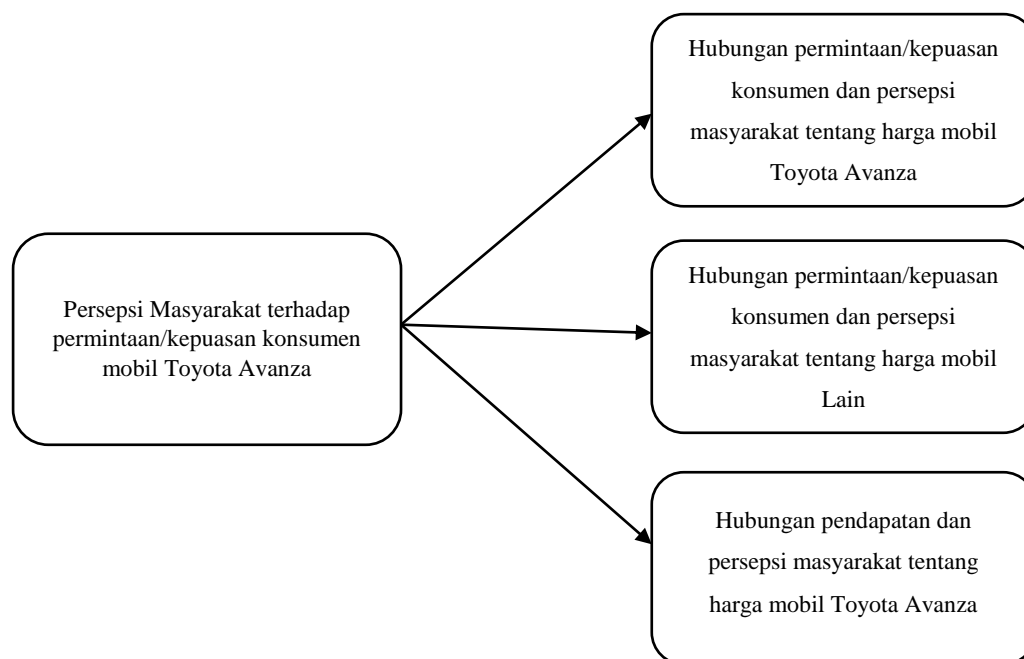 Persepsi Masyarakat terhadap
permintaan/kepuasan konsumen
mobil Toyota Avanza
Hubungan permintaan/kepuasan
konsumen dan persepsi
masyarakat tentang harga mobil
Toyota Avanza
Hubungan permintaan/kepuasan
konsumen dan persepsi
masyarakat tentang harga mobil
Lain
Hubungan pendapatan dan
persepsi masyarakat tentang
harga mobil Toyota Avanza